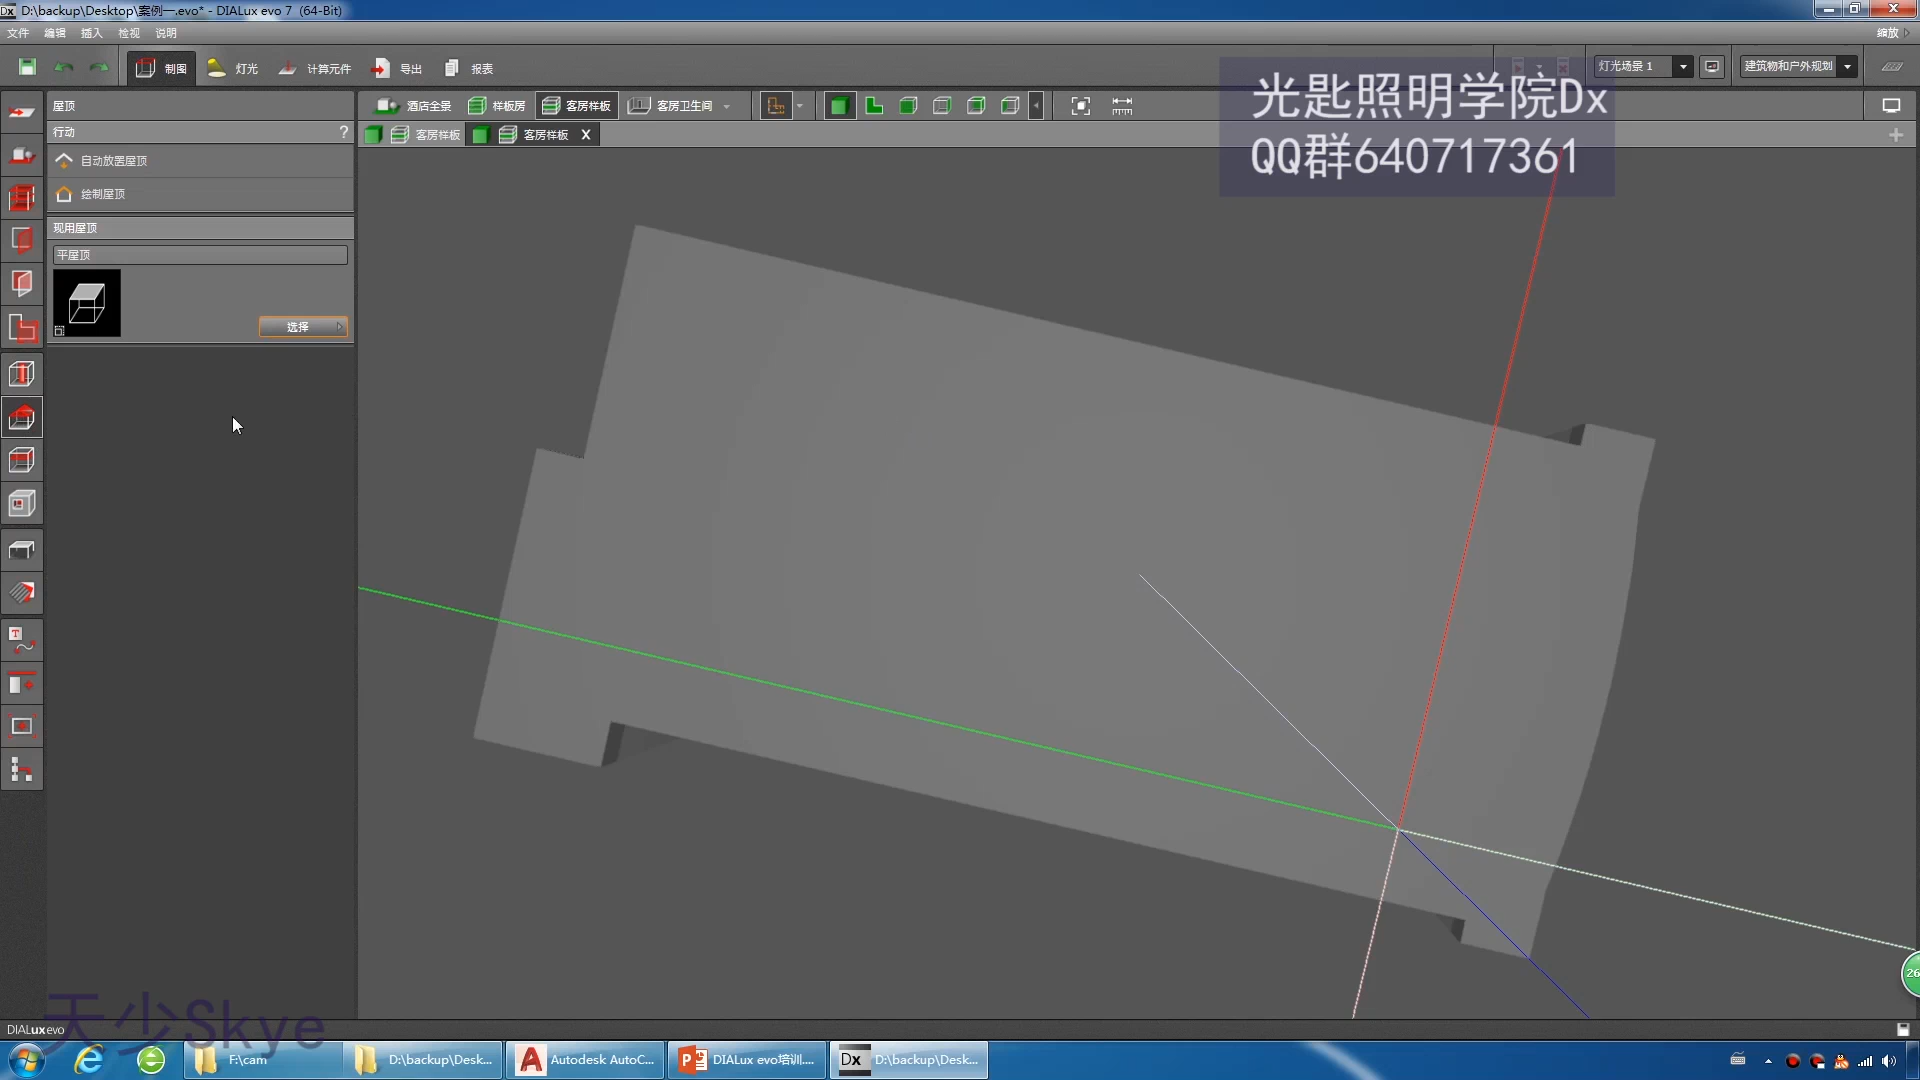 D:\backup\Desktop\案例一.evo* - DIALux evo 7 (64-Bit)
文件 编辑 插入 检视 说明 缩放
制图 灯光 计算元件 导出 报表 灯光场景 1 建筑物和户外规划
光匙照明学院Dx
QQ群640717361
屋顶 酒店全景 样板房 客房样板 客房卫生间
行动 ? 客房样板 客房样板 X
自动放置屋顶
绘制屋顶
现用屋顶
平屋顶
选择
26
天少Skye
DIALux evo
F:\cam D:\backup\Desk... Autodesk AutoC... DIALux evo培训.... D:\backup\Desk...